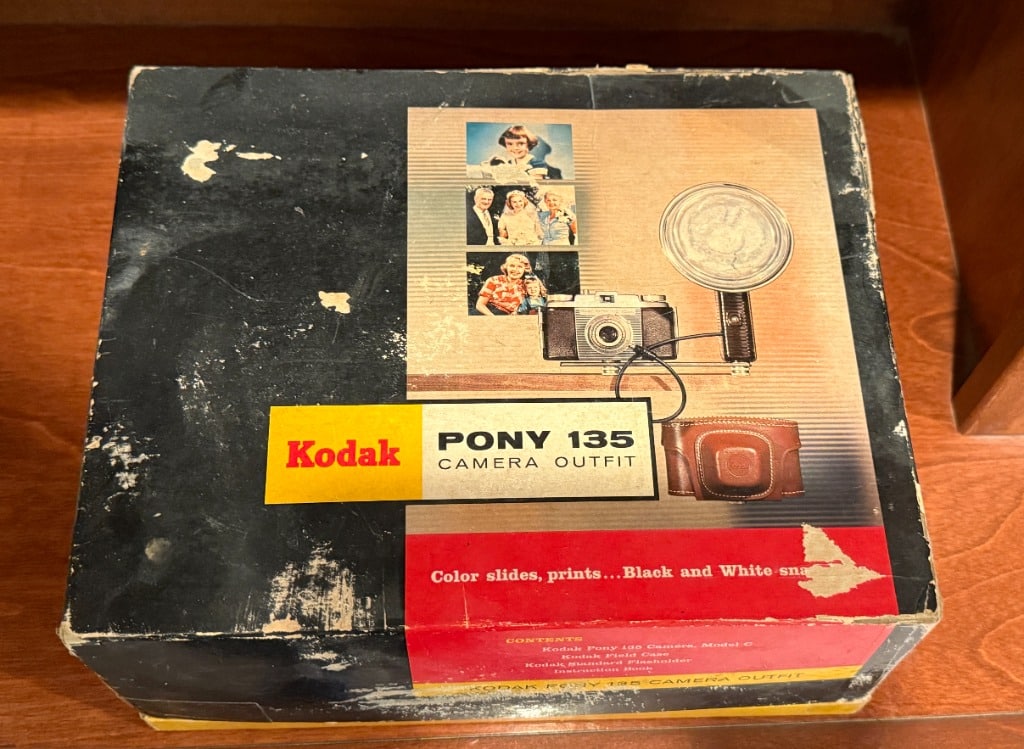 Kodak
PONY 135
CAMERA OUTFIT
Color slides, prints...Black and White sna
CONTENTS
Kodak Pony 135 Camera, Model C
Kodak Field Case
Kodak Standard Flasholder
Instruction Book
KODAK PONY 135 CAMERA OUTFIT